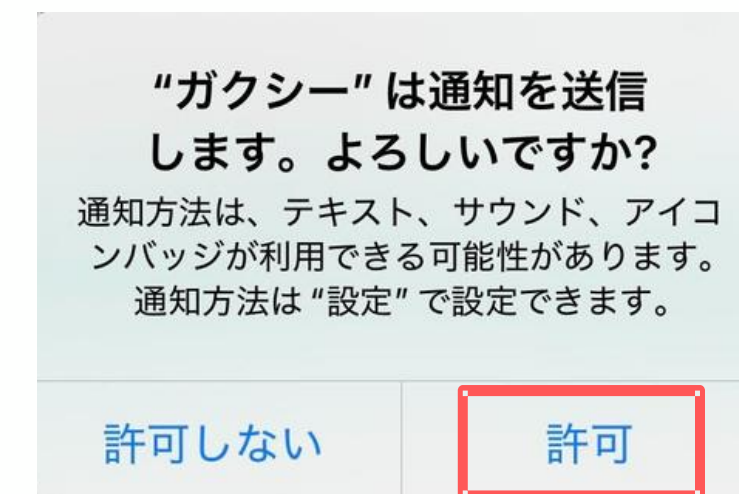 “ガクシー” は通知を送信
します。よろしいですか?
通知方法は、テキスト、サウンド、アイコ
ンバッジが利用できる可能性があります。
通知方法は “設定” で設定できます。
許可しない
許可